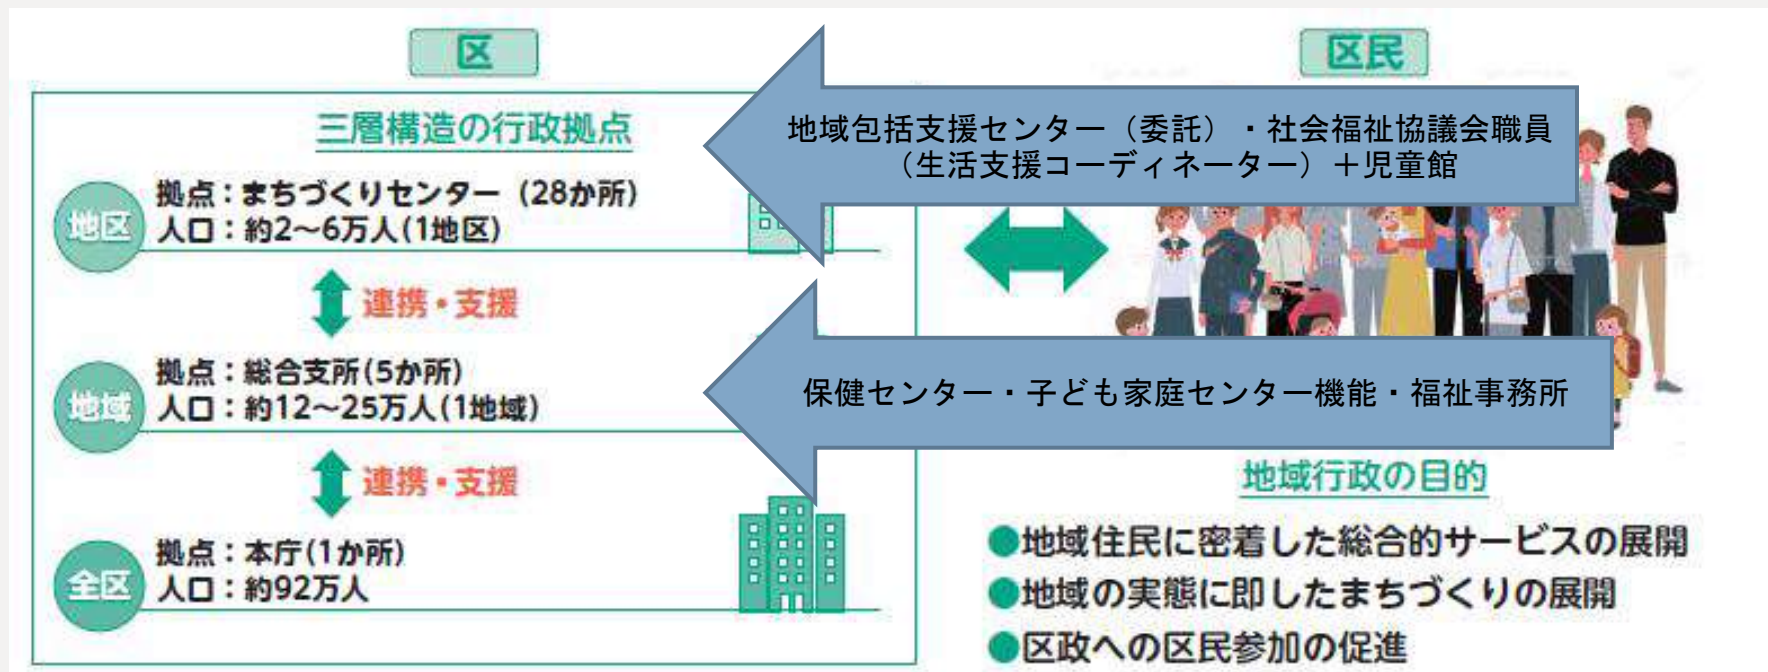 区
三層構造の行政拠点
地区
拠点：まちづくりセンター（28か所）
人口：約2～6万人(1地区)
連携・支援
地域
拠点：総合支所(5か所)
人口：約12～25万人(1地域)
連携・支援
全区
拠点：本庁(1か所)
人口：約92万人
区民
地域包括支援センター（委託）・社会福祉協議会職員
（生活支援コーディネーター）＋児童館
保健センター・子ども家庭センター機能・福祉事務所
地域行政の目的
●地域住民に密着した総合的サービスの展開
●地域の実態に即したまちづくりの展開
●区政への区民参加の促進